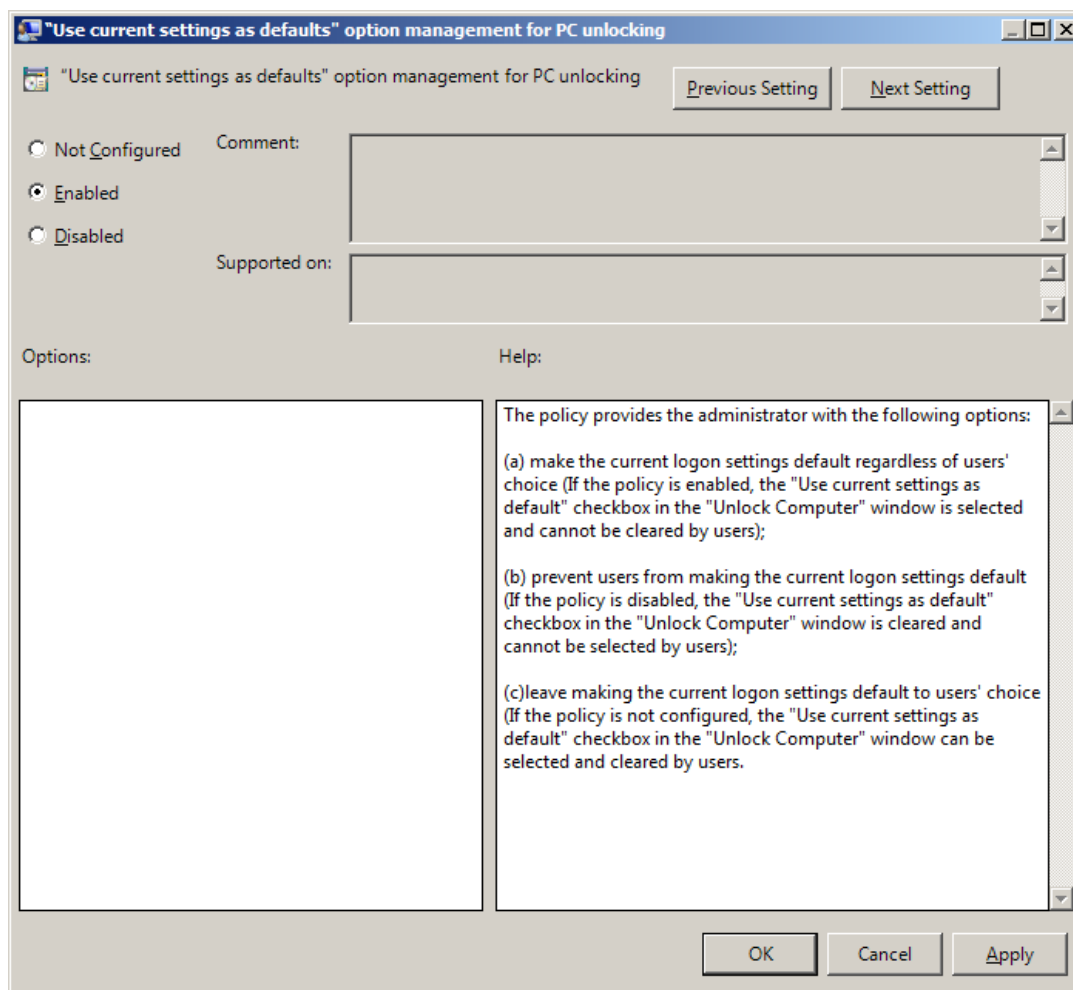 "Use current settings as defaults" option management for PC unlocking
"Use current settings as defaults" option management for PC unlocking
Previous Setting
Next Setting
Not Configured
Comment:
Enabled
Disabled
Supported on:
Options:
Help:
The policy provides the administrator with the following options:
(a) make the current logon settings default regardless of users'
choice (If the policy is enabled, the "Use current settings as
default" checkbox in the "Unlock Computer" window is selected
and cannot be cleared by users);
(b) prevent users from making the current logon settings default
(If the policy is disabled, the "Use current settings as default"
checkbox in the "Unlock Computer" window is cleared and
cannot be selected by users);
(c)leave making the current logon settings default to users' choice
(If the policy is not configured, the "Use current settings as
default" checkbox in the "Unlock Computer" window can be
selected and cleared by users.
OK
Cancel
Apply